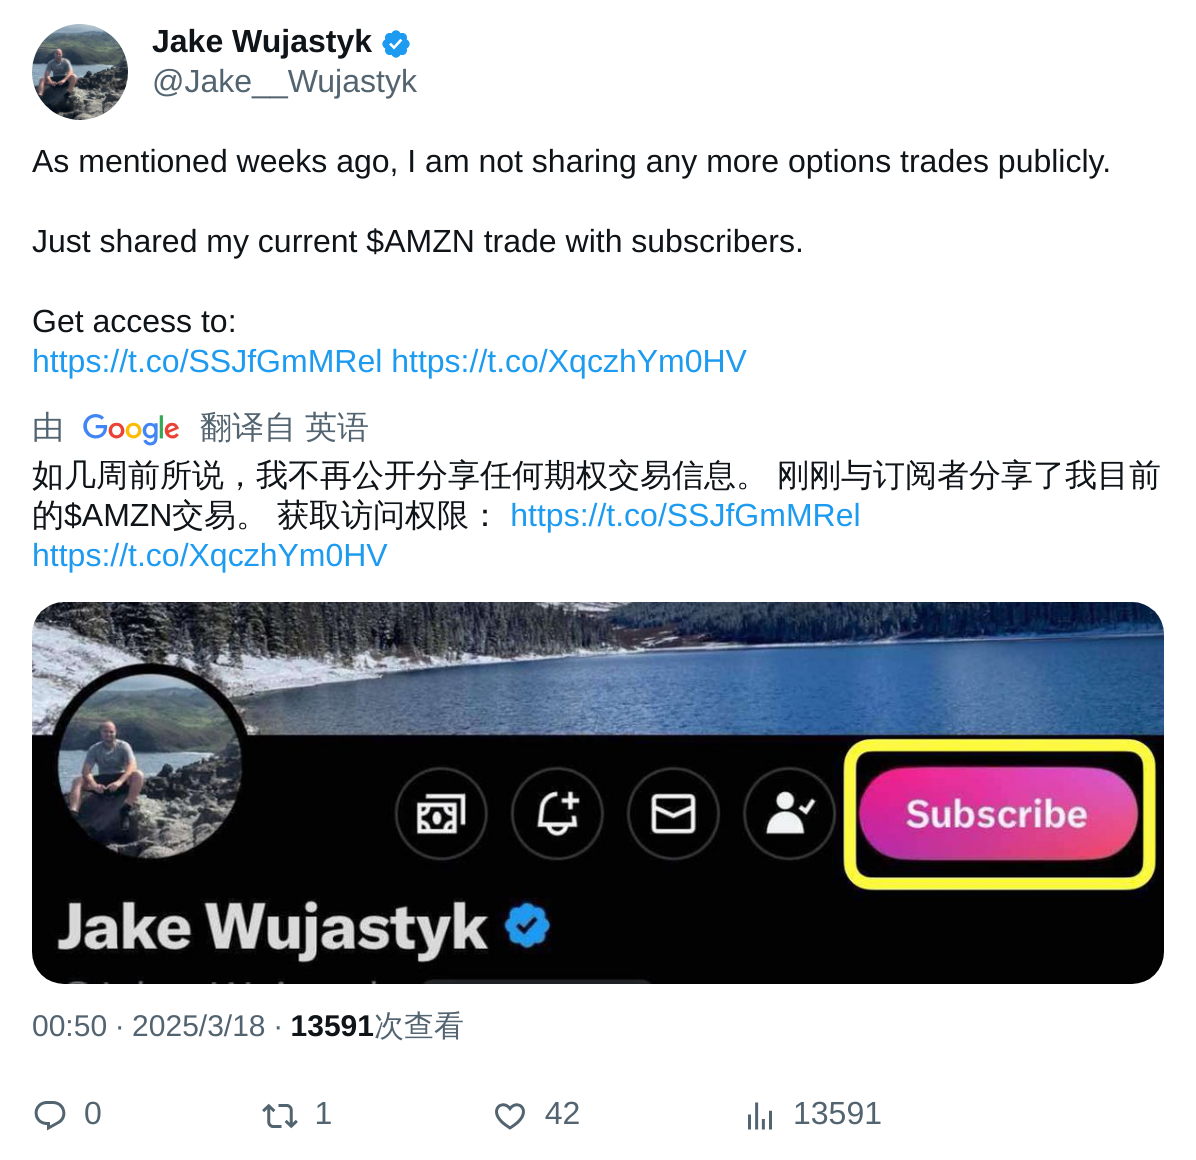 Jake Wujastyk
@Jake__Wujastyk
As mentioned weeks ago, I am not sharing any more options trades publicly.
Just shared my current $AMZN trade with subscribers.
Get access to:
https://t.co/SSJfGmMRel https://t.co/XqczhYm0HV
由 Google 翻译自 英语
如几周前所说，我不再公开分享任何期权交易信息。 刚刚与订阅者分享了我目前
的$AMZN交易。 获取访问权限： https://t.co/SSJfGmMRel
https://t.co/XqczhYm0HV
Subscribe
Jake Wujastyk
00:50 · 2025/3/18 · 13591次查看
0 1 42 13591